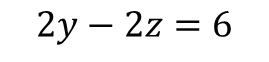 2y − 2z = 6